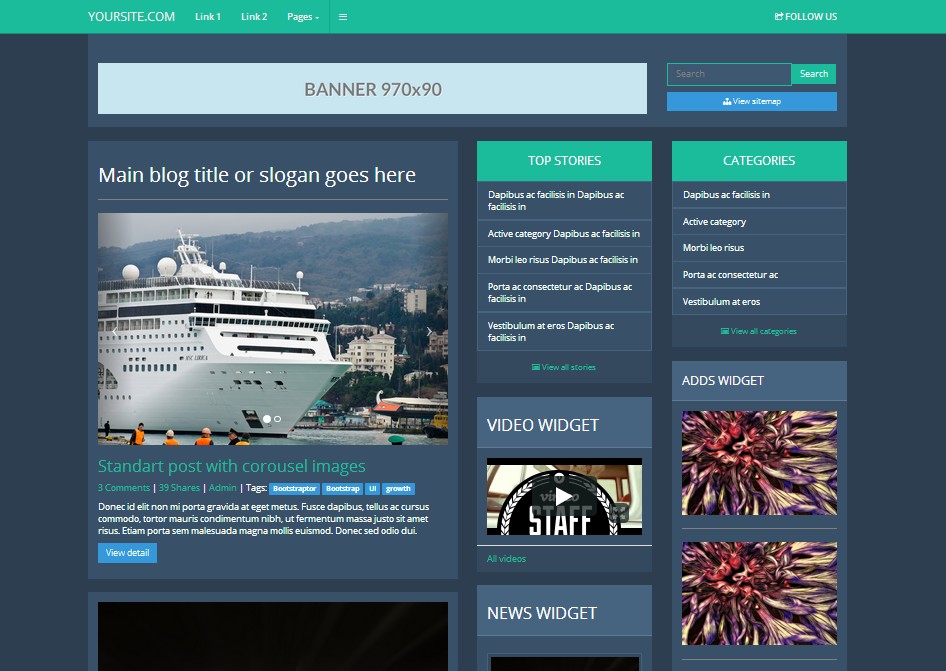 YOURSITE.COM Link 1 Link 2 Pages FOLLOW US
BANNER 970x90
Search Search
View sitemap
Main blog title or slogan goes here
Standart post with corousel images
3 Comments | 39 Shares | Admin | Tags: Bootstraptor Bootstrap UI growth
Donec id elit non mi porta gravida at eget metus. Fusce dapibus, tellus ac cursus
commodo, tortor mauris condimentum nibh, ut fermentum massa justo sit amet
risus. Etiam porta sem malesuada magna mollis euismod. Donec sed odio dui.
View detail
TOP STORIES
Dapibus ac facilisis in Dapibus ac
facilisis in
Active category Dapibus ac facilisis in
Morbi leo risus Dapibus ac facilisis in
Porta ac consectetur ac Dapibus ac
facilisis in
Vestibulum at eros Dapibus ac
facilisis in
View all stories
VIDEO WIDGET
STAFF
All videos
NEWS WIDGET
CATEGORIES
Dapibus ac facilisis in
Active category
Morbi leo risus
Porta ac consectetur ac
Vestibulum at eros
View all categories
ADDS WIDGET